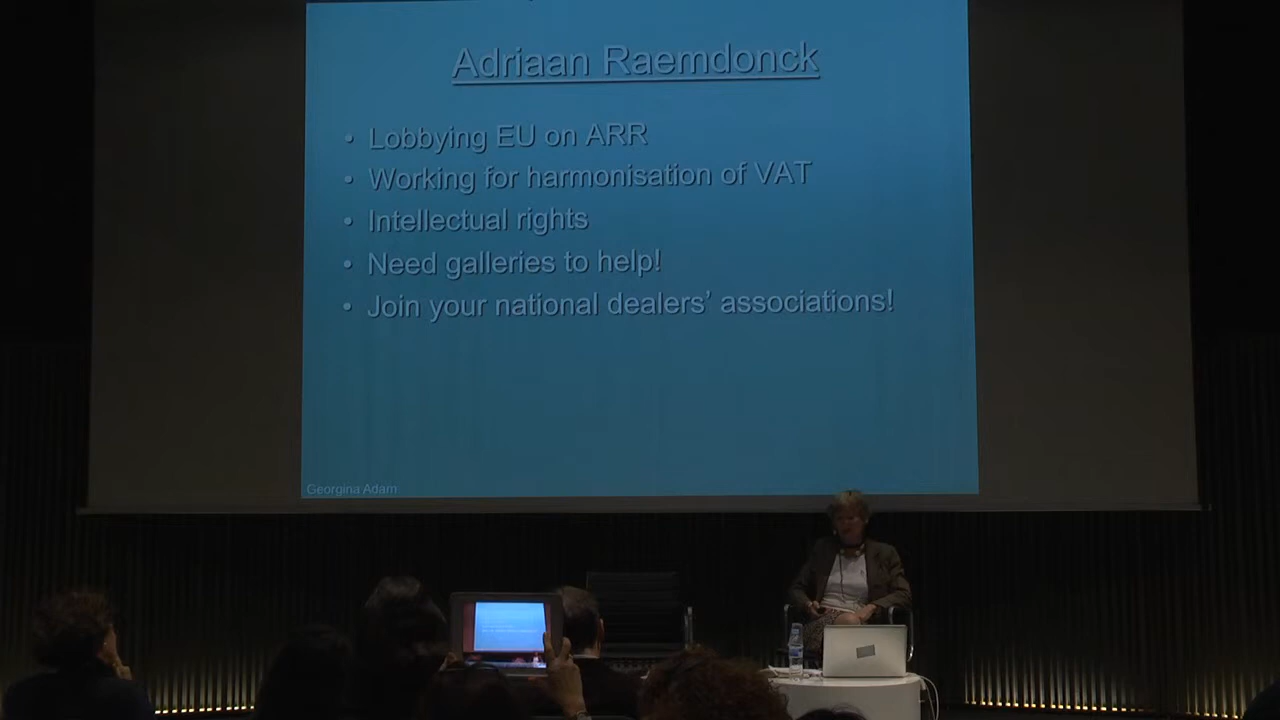 Adriaan Raemdonck
• Lobbying EU on ARR
• Working for harmonisation of VAT
• Intellectual rights
• Need galleries to help!
• Join your national dealers’ associations!
Georgina Adam